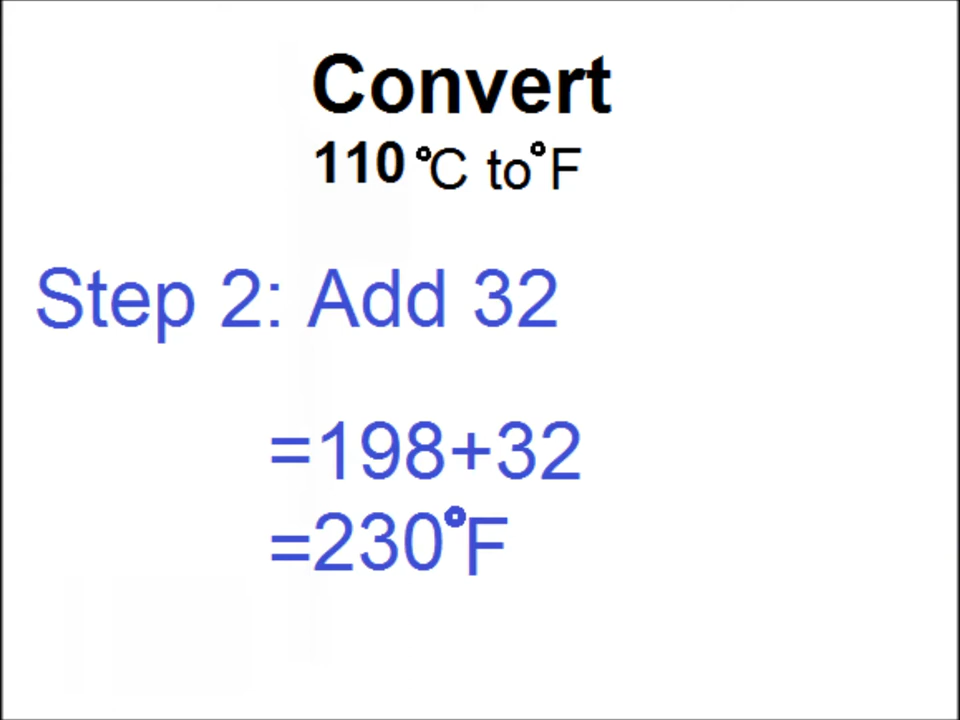 Convert
110 °C to °F
Step 2: Add 32
=198+32
=230°F